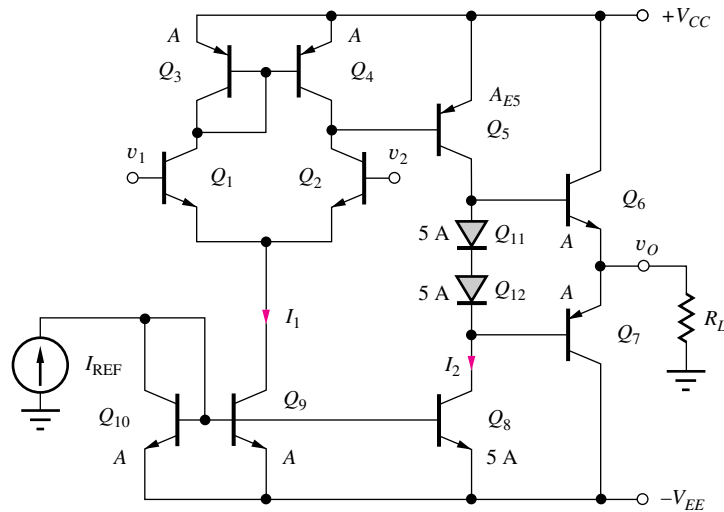 A
A
+V_CC
Q_3
Q_4
A_E5
Q_5
v_1
v_2
Q_1
Q_2
Q_6
5 A
Q_11
A
v_O
5 A
Q_12
A
I_1
R_L
Q_7
I_REF
I_2
Q_10
Q_9
Q_8
A
A
5 A
−V_EE